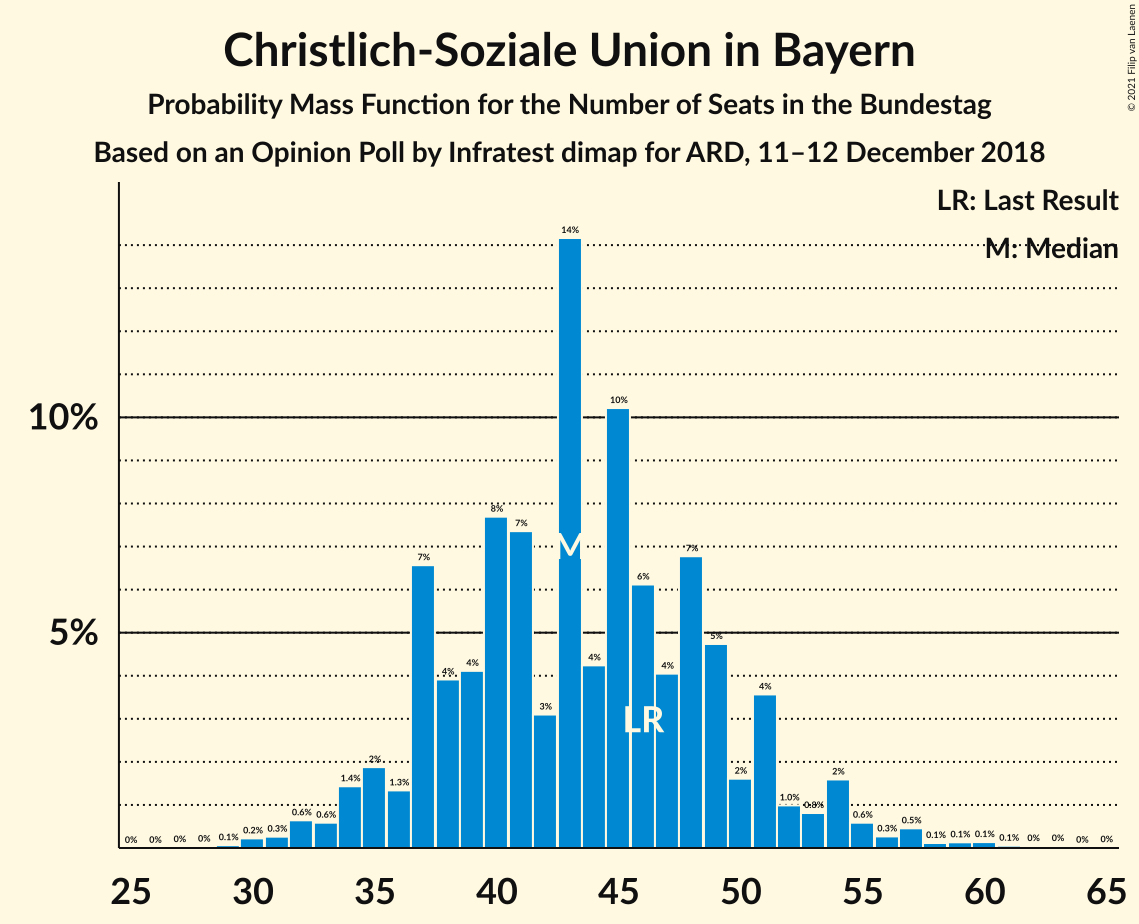 Christlich-Soziale Union in Bayern
Probability Mass Function for the Number of Seats in the Bundestag
Based on an Opinion Poll by Infratest dimap for ARD, 11–12 December 2018
© 2021 Filip van Laenen
LR: Last Result
M: Median
10%
5%
0% 0% 0% 0% 0.1% 0.2% 0.3% 0.6% 0.6% 1.4% 2% 1.3% 7% 4% 4% 8% 7% 3% 14% 4% 10% 6% 4% 7% 5% 2% 4% 1.0% 0.8% 2% 0.6% 0.3% 0.5% 0.1% 0.1% 0.1% 0.1% 0% 0% 0% 0%
M
LR
25 30 35 40 45 50 55 60 65